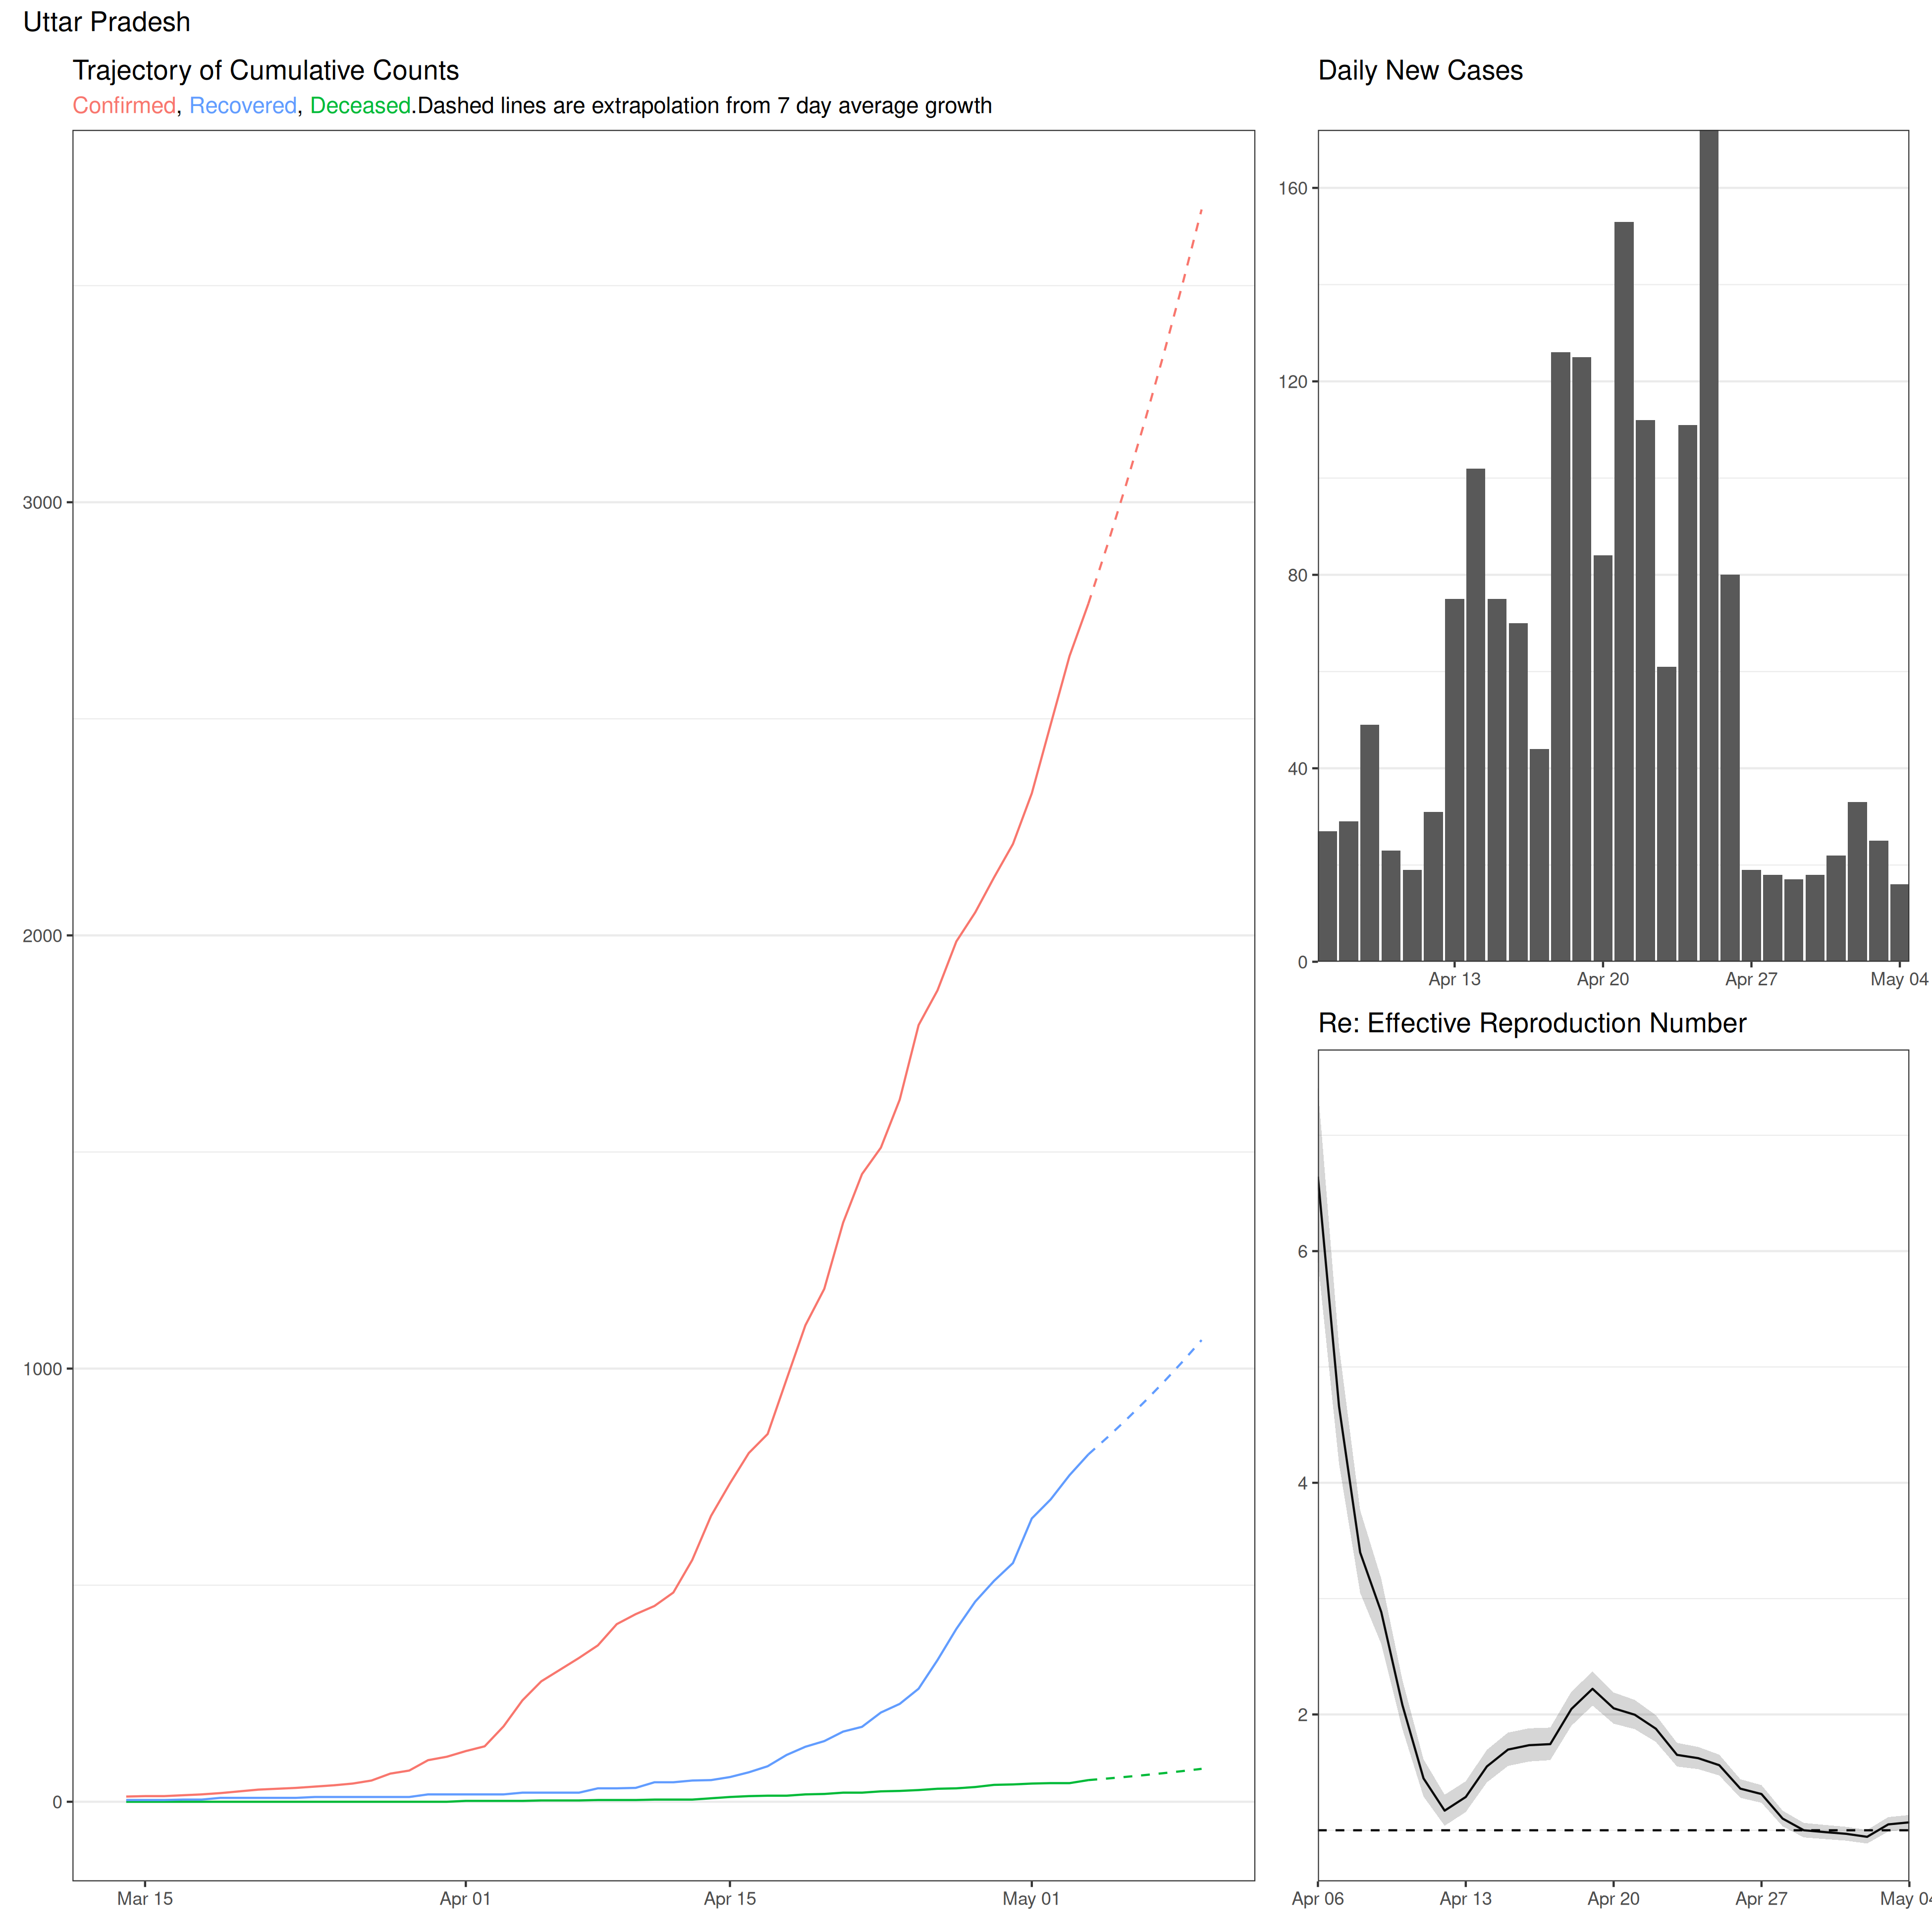 Uttar Pradesh
Trajectory of Cumulative Counts
Confirmed, Recovered, Deceased.Dashed lines are extrapolation from 7 day average growth
3000
2000
1000
0
Mar 15 Apr 01 Apr 15 May 01
Daily New Cases
160
120
80
40
0
Apr 13 Apr 20 Apr 27 May 04
Re: Effective Reproduction Number
6
4
2
Apr 06 Apr 13 Apr 20 Apr 27 May 04